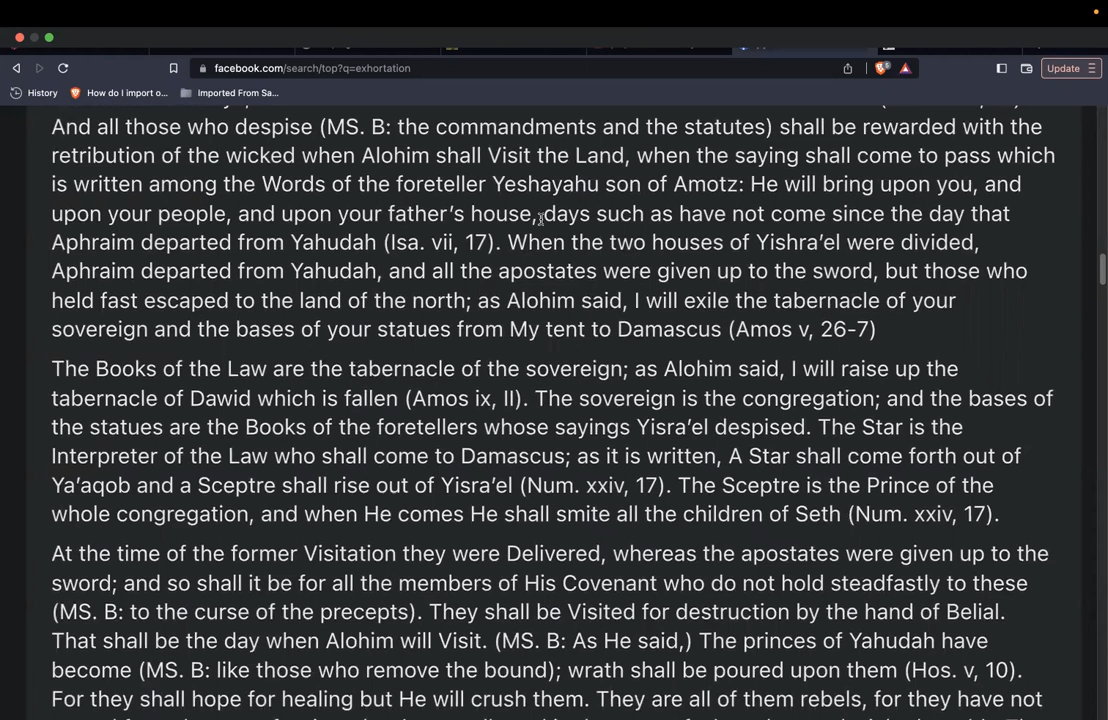 facebook.com/search/top?q=exhortation
Update
History
How do I import o...
Imported From Sa...
And all those who despise (MS. B: the commandments and the statutes) shall be rewarded with the
retribution of the wicked when Alohim shall Visit the Land, when the saying shall come to pass which
is written among the Words of the foreteller Yeshayahu son of Amotz: He will bring upon you, and
upon your people, and upon your father’s house, days such as have not come since the day that
Aphraim departed from Yahudah (Isa. vii, 17). When the two houses of Yishra’el were divided,
Aphraim departed from Yahudah, and all the apostates were given up to the sword, but those who
held fast escaped to the land of the north; as Alohim said, I will exile the tabernacle of your
sovereign and the bases of your statues from My tent to Damascus (Amos v, 26-7)
The Books of the Law are the tabernacle of the sovereign; as Alohim said, I will raise up the
tabernacle of Dawid which is fallen (Amos ix, II). The sovereign is the congregation; and the bases of
the statues are the Books of the foretellers whose sayings Yisra’el despised. The Star is the
Interpreter of the Law who shall come to Damascus; as it is written, A Star shall come forth out of
Ya’aqob and a Sceptre shall rise out of Yisra’el (Num. xxiv, 17). The Sceptre is the Prince of the
whole congregation, and when He comes He shall smite all the children of Seth (Num. xxiv, 17).
At the time of the former Visitation they were Delivered, whereas the apostates were given up to the
sword; and so shall it be for all the members of His Covenant who do not hold steadfastly to these
(MS. B: to the curse of the precepts). They shall be Visited for destruction by the hand of Belial.
That shall be the day when Alohim will Visit. (MS. B: As He said,) The princes of Yahudah have
become (MS. B: like those who remove the bound); wrath shall be poured upon them (Hos. v, 10).
For they shall hope for healing but He will crush them. They are all of them rebels, for they have not